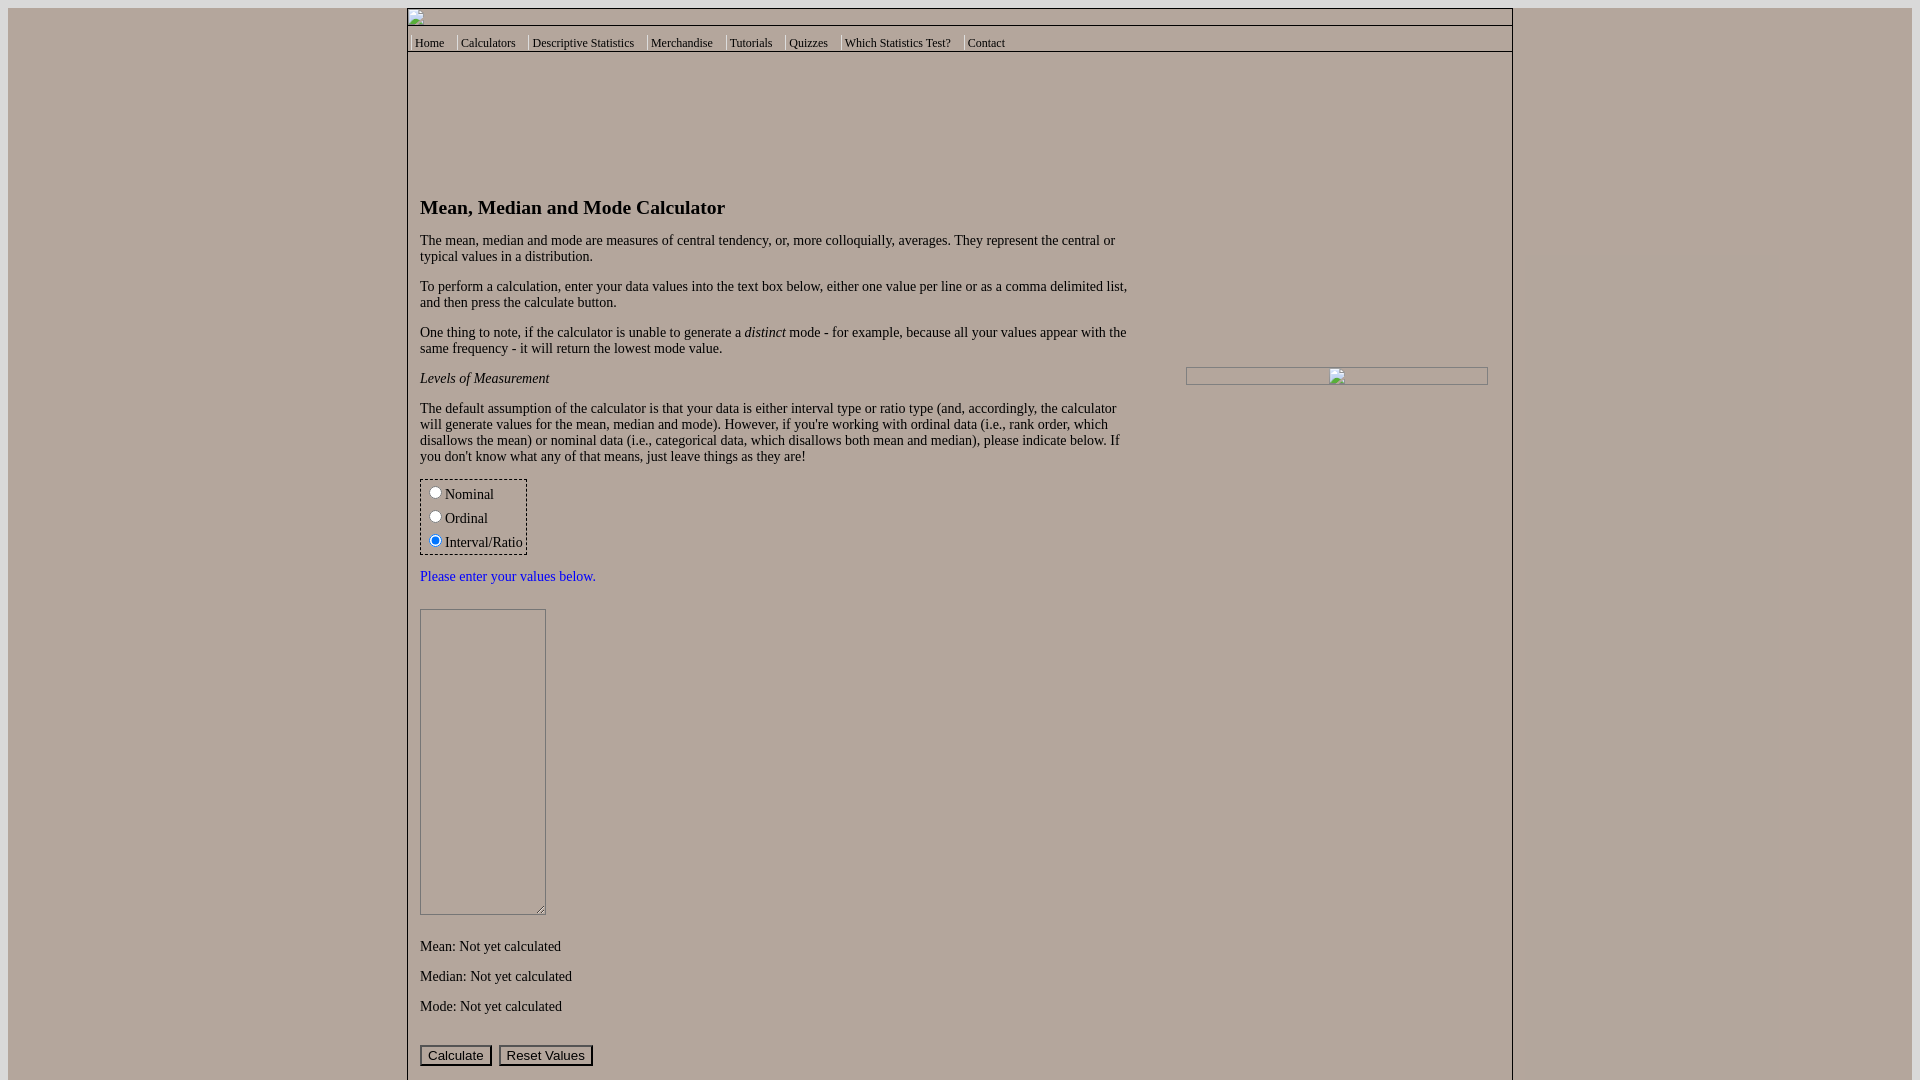 Home Calculators Descriptive Statistics Merchandise Tutorials Quizzes Which Statistics Test? Contact
Mean, Median and Mode Calculator
The mean, median and mode are measures of central tendency, or, more colloquially, averages. They represent the central or
typical values in a distribution.
To perform a calculation, enter your data values into the text box below, either one value per line or as a comma delimited list,
and then press the calculate button.
One thing to note, if the calculator is unable to generate a distinct mode - for example, because all your values appear with the
same frequency - it will return the lowest mode value.
Levels of Measurement
The default assumption of the calculator is that your data is either interval type or ratio type (and, accordingly, the calculator
will generate values for the mean, median and mode). However, if you're working with ordinal data (i.e., rank order, which
disallows the mean) or nominal data (i.e., categorical data, which disallows both mean and median), please indicate below. If
you don't know what any of that means, just leave things as they are!
Nominal
Ordinal
Interval/Ratio
Please enter your values below.
Mean: Not yet calculated
Median: Not yet calculated
Mode: Not yet calculated
Calculate Reset Values